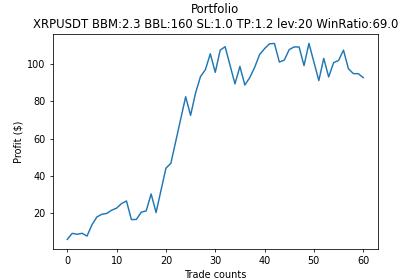 Portfolio
XRPUSDT BBM:2.3 BBL:160 SL:1.0 TP:1.2 lev:20 WinRatio:69.0
Profit ($)
100
80
60
40
20
0 10 20 30 40 50 60
Trade counts